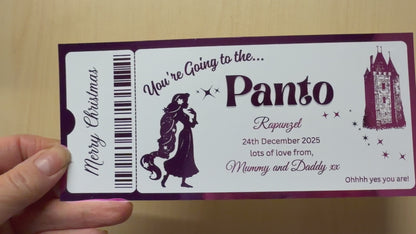 Merry Christmas
You're Going to the...
Panto
Rapunzel
24th December 2025
lots of love from,
Mummy and Daddy xx
Ohhhh yes you are!